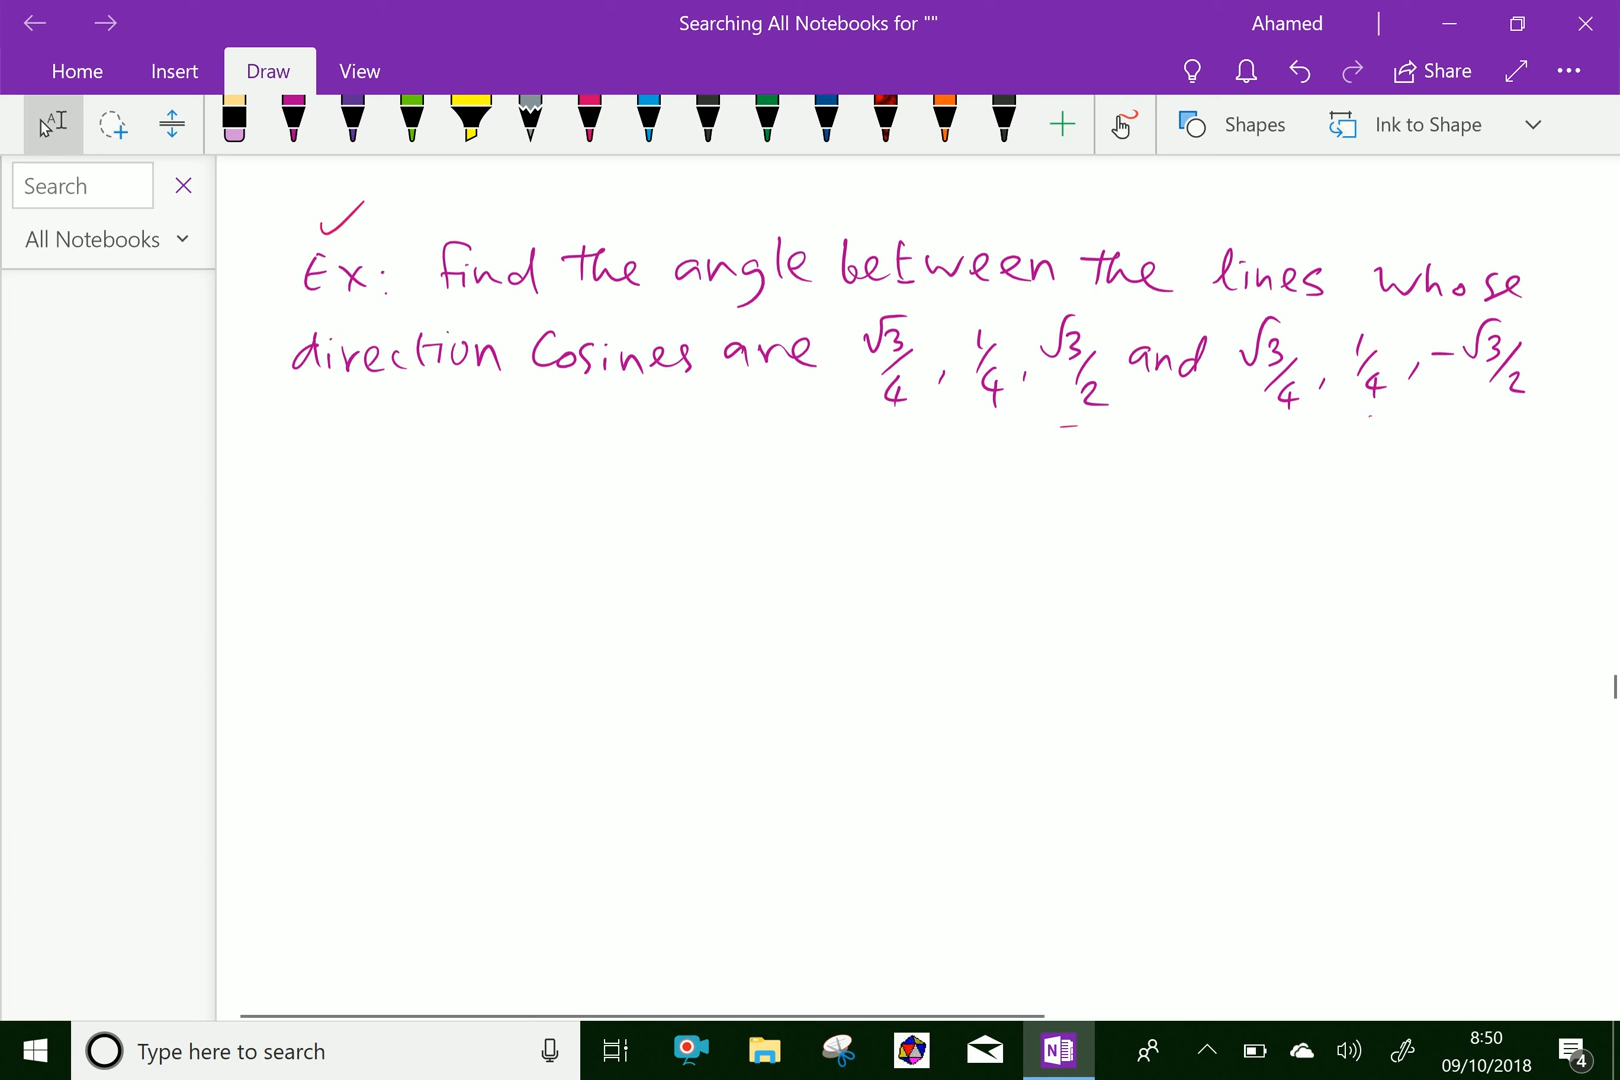 Searching All Notebooks for ""
Ahamed
Home Insert Draw View
Share
Shapes Ink to Shape
Search
All Notebooks
Ex: find the angle between the lines whose
direction Cosines are √3/4, 1/4, √3/2 and √3/4, 1/4, -√3/2
Type here to search
8:50
09/10/2018
4